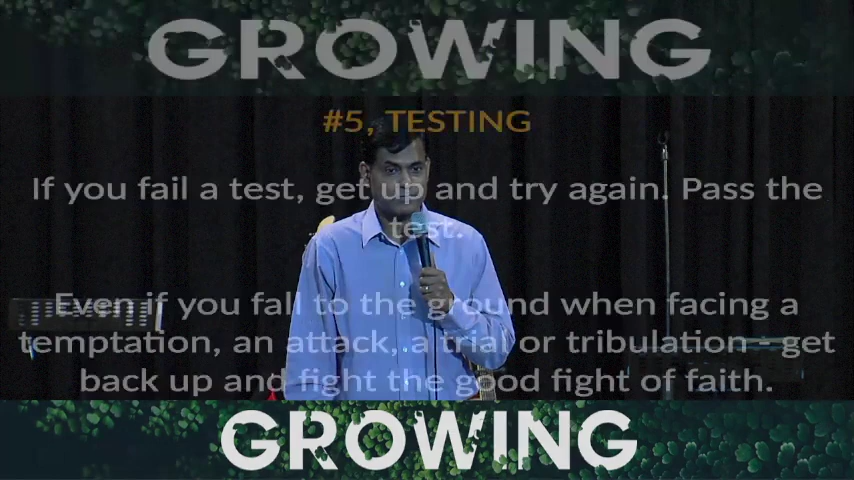 GROWING
#5, TESTING
If you fail a test, get up and try again. Pass the
test.
Even if you fall to the ground when facing a
temptation, an attack, a trial or tribulation - get
back up and fight the good fight of faith.
GROWING